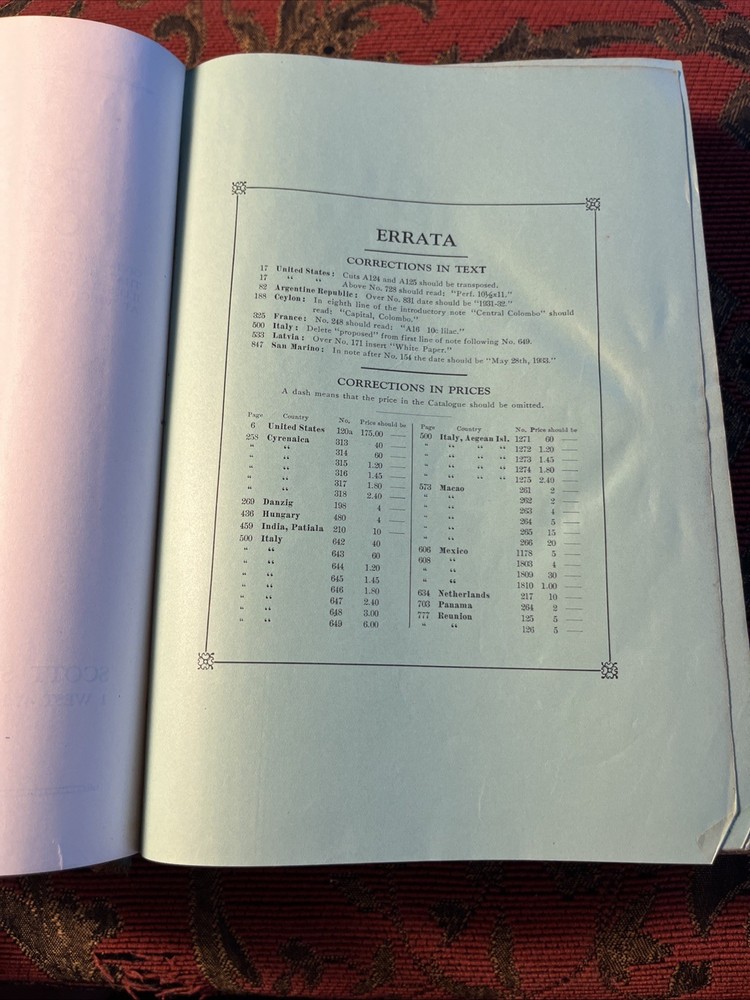 ERRATA
CORRECTIONS IN TEXT
17 United States: Cuts A124 and A125 should be transposed.
17 " " Above No. 728 should read: "Perf. 10½x11."
82 Argentine Republic: Over No. 831 date should be "1931-32."
188 Ceylon: In eighth line of the introductory note "Central Colombo" should
read: "Capital, Colombo."
325 France: No. 248 should read: "A16 10c lilac."
500 Italy: Delete "proposed" from first line of note following No. 649.
533 Latvia: Over No. 171 insert "White Paper."
847 San Marino: In note after No. 154 the date should be "May 28th, 1933."
CORRECTIONS IN PRICES
A dash means that the price in the Catalogue should be omitted.
Page Country No. Price should be
6 United States 120a 175.00 —
258 Cyrenaica 313 40 —
" " 314 60 —
" " 315 1.20 —
" " 316 1.45 —
" " 317 1.80 —
" " 318 2.40 —
269 Danzig 198 4 —
436 Hungary 480 4 —
459 India, Patiala 210 10 —
500 Italy 642 40
" " 643 60
" " 644 1.20
" " 645 1.45
" " 646 1.80
" " 647 2.40
" " 648 3.00
" " 649 6.00
Page Country No. Price should be
500 Italy, Aegean Isl. 1271 60 —
" " " " 1272 1.20 —
" " " " 1273 1.45 —
" " " " 1274 1.80 —
" " " " 1275 2.40 —
573 Macao 261 2 —
" " 262 2 —
" " 263 4 —
" " 264 5 —
" " 265 15 —
" " 266 20 —
606 Mexico 1178 5 —
608 " 1803 4 —
" " 1809 30 —
" " 1810 1.00 —
634 Netherlands 217 10 —
703 Panama 264 2 —
777 Reunion 125 5 —
" " 126 5 —